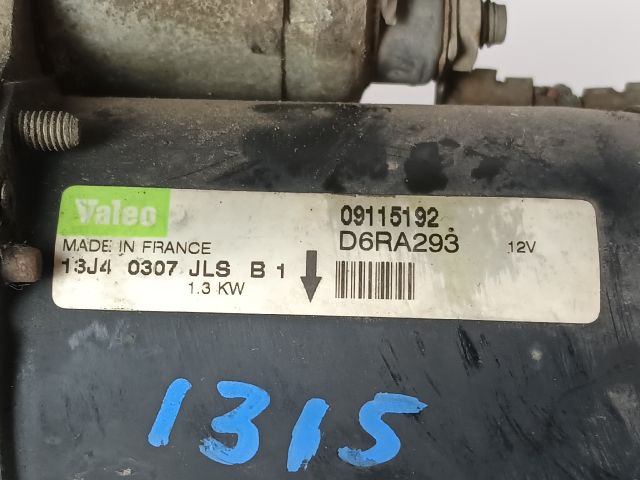 Valeo
09115192
MADE IN FRANCE
D6RA293
12V
13J4 0307 JLS B 1
1.3 KW
1315